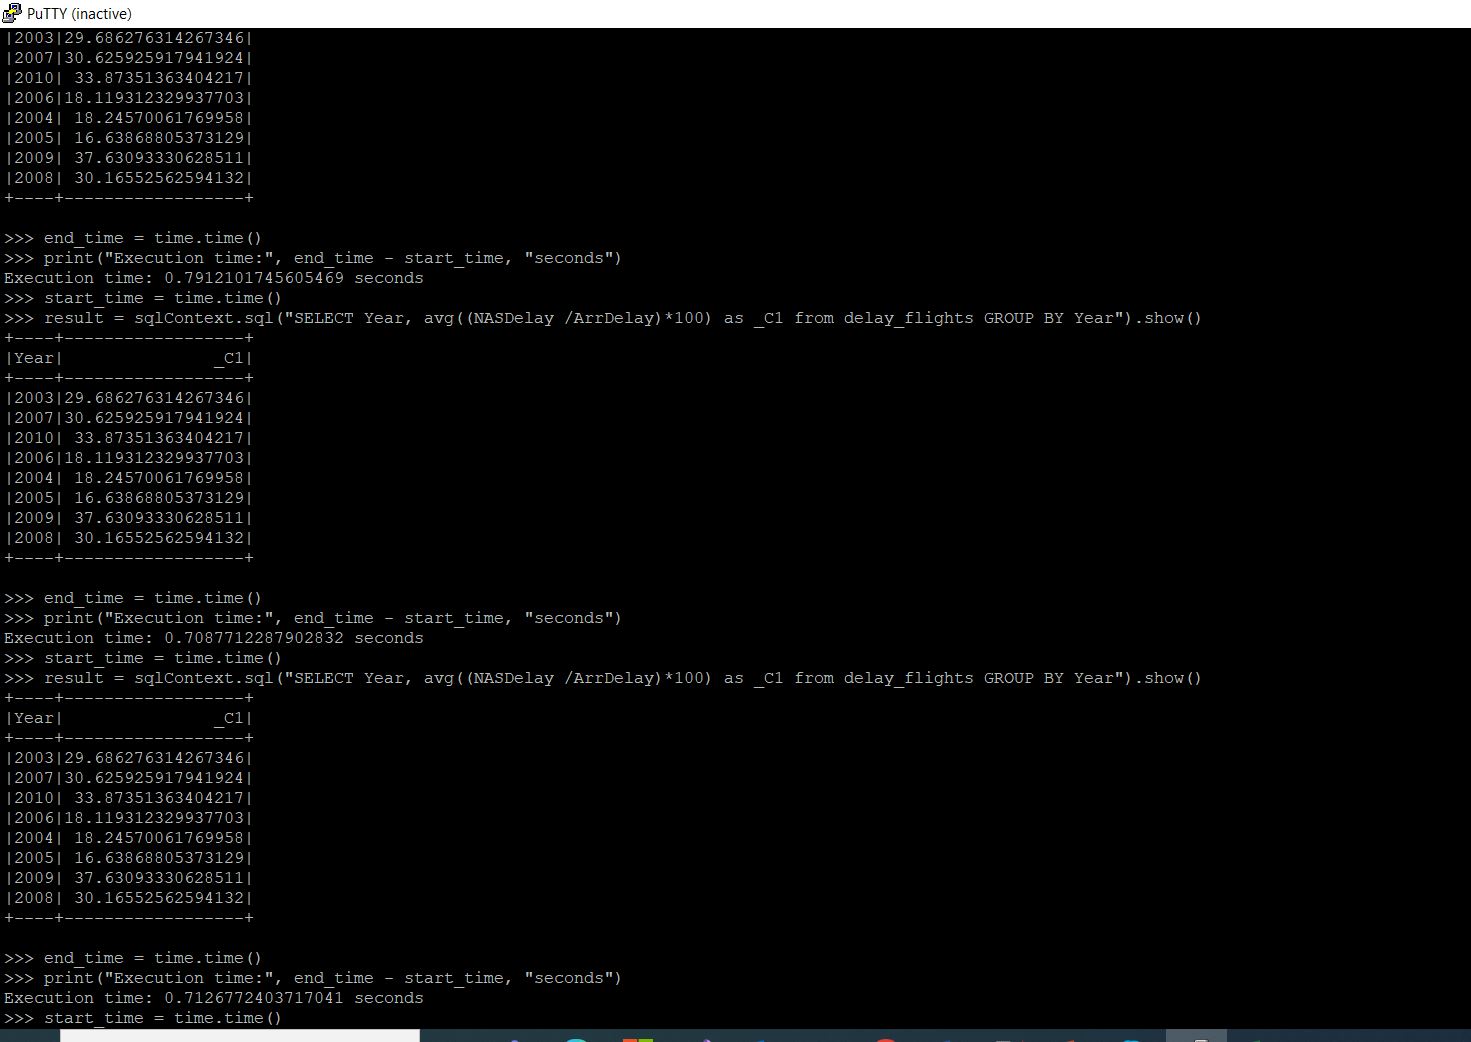 PuTTY (inactive)
|2003|29.686276314267346|
|2007|30.625925917941924|
|2010| 33.87351363404217|
|2006|18.119312329937703|
|2004| 18.24570061769958|
|2005| 16.63868805373129|
|2009| 37.63093330628511|
|2008| 30.16552562594132|
+----+------------------+
>>> end_time = time.time()
>>> print("Execution time:", end_time - start_time, "seconds")
Execution time: 0.7912101745605469 seconds
>>> start_time = time.time()
>>> result = sqlContext.sql("SELECT Year, avg((NASDelay /ArrDelay)*100) as _C1 from delay_flights GROUP BY Year").show()
+----+------------------+
|Year|               _C1|
+----+------------------+
|2003|29.686276314267346|
|2007|30.625925917941924|
|2010| 33.87351363404217|
|2006|18.119312329937703|
|2004| 18.24570061769958|
|2005| 16.63868805373129|
|2009| 37.63093330628511|
|2008| 30.16552562594132|
+----+------------------+
>>> end_time = time.time()
>>> print("Execution time:", end_time - start_time, "seconds")
Execution time: 0.7087712287902832 seconds
>>> start_time = time.time()
>>> result = sqlContext.sql("SELECT Year, avg((NASDelay /ArrDelay)*100) as _C1 from delay_flights GROUP BY Year").show()
+----+------------------+
|Year|               _C1|
+----+------------------+
|2003|29.686276314267346|
|2007|30.625925917941924|
|2010| 33.87351363404217|
|2006|18.119312329937703|
|2004| 18.24570061769958|
|2005| 16.63868805373129|
|2009| 37.63093330628511|
|2008| 30.16552562594132|
+----+------------------+
>>> end_time = time.time()
>>> print("Execution time:", end_time - start_time, "seconds")
Execution time: 0.7126772403717041 seconds
>>> start_time = time.time()